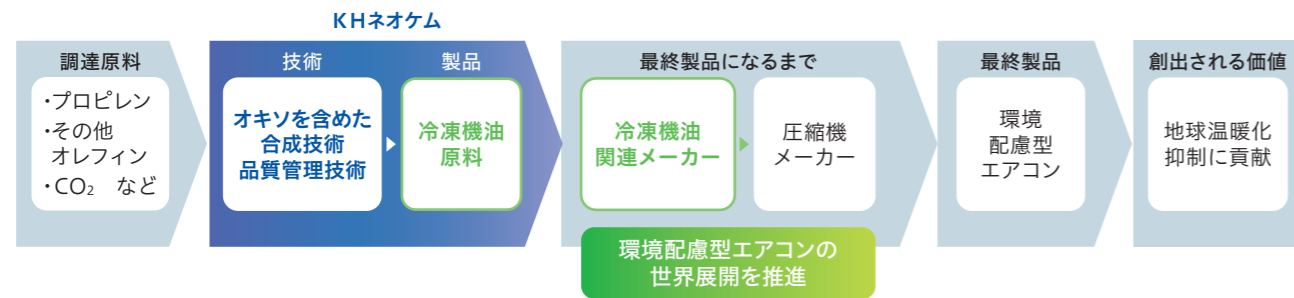 KHネオケム
調達原料
・プロピレン
・その他
オレフィン
・CO₂ など
技術
オキソを含めた
合成技術
品質管理技術
製品
冷凍機油
原料
最終製品になるまで
冷凍機油
関連メーカー
圧縮機
メーカー
環境配慮型エアコンの
世界展開を推進
最終製品
環境
配慮型
エアコン
創出される価値
地球温暖化
抑制に貢献